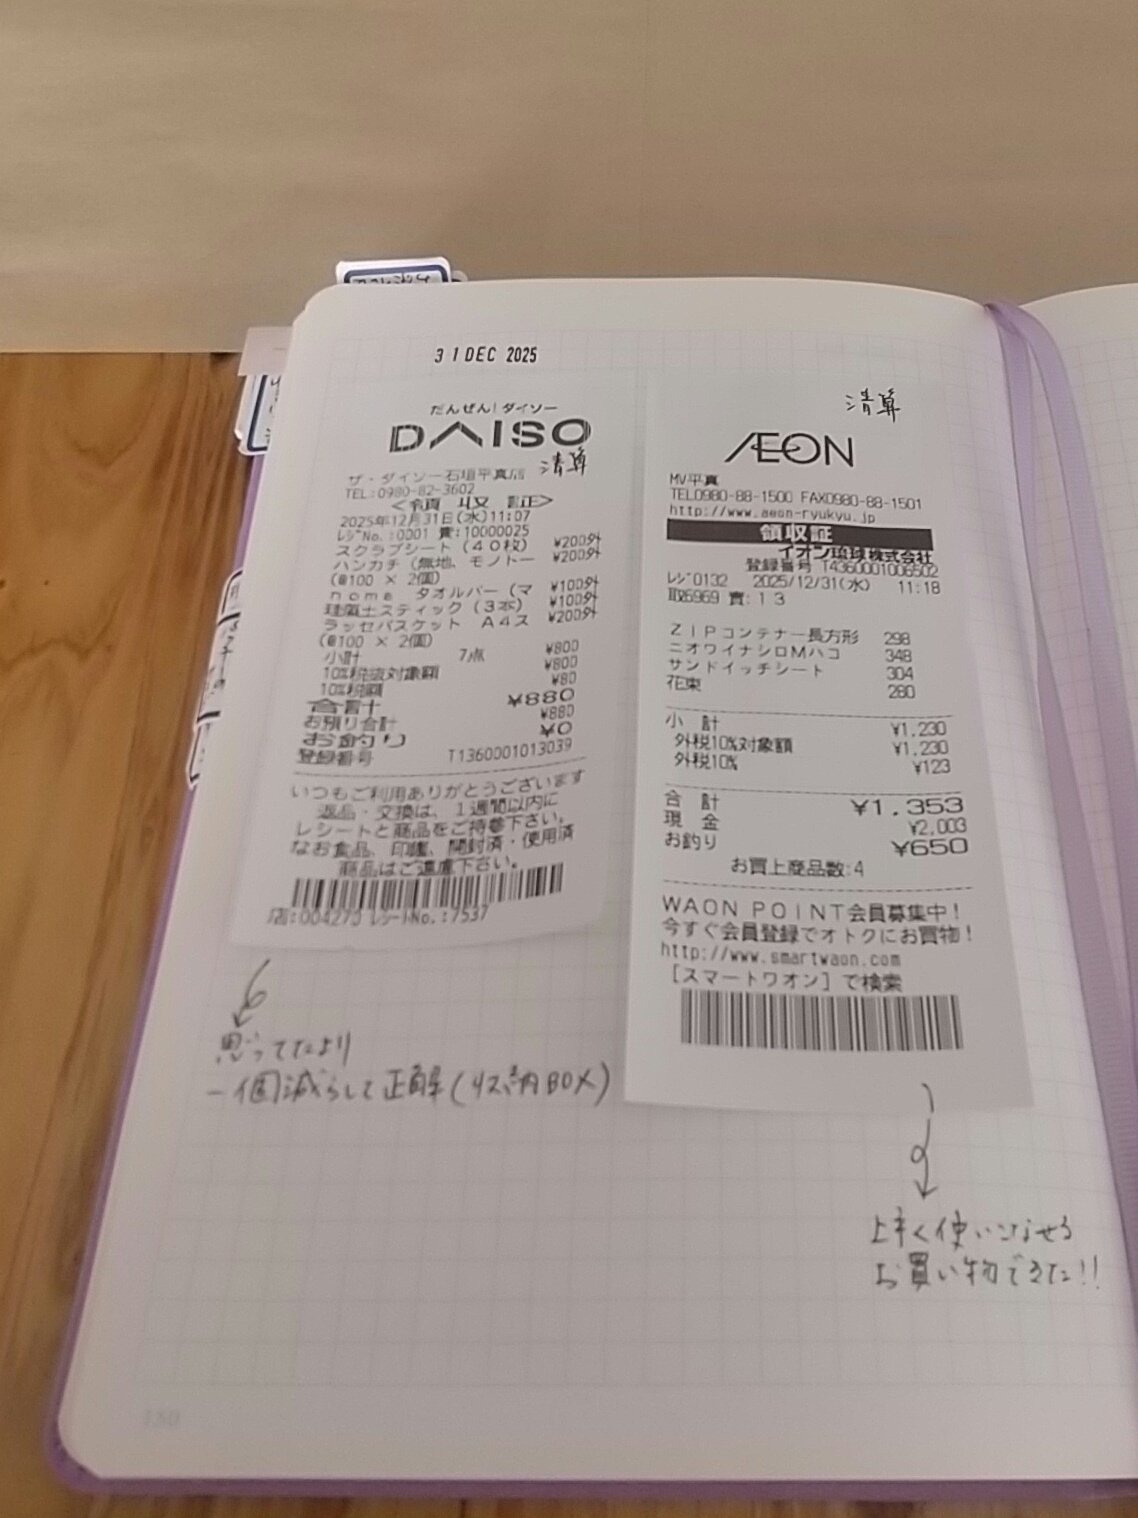 31 DEC 2025
だんぜん!ダイソー
DAISO
清算
ザ・ダイソー石垣平真店
TEL:0980-82-3602
<領 収 証>
2025年12月31日(水)11:07
レジNo.:0001 責:10000025
スクラブシート(40枚) ¥200外
ハンカチ(無地、モノトー ¥200外
(@100 × 2個)
nome タオルバー(マ ¥100外
珪藻土スティック(3本) ¥100外
ラッセバスケット A4ス ¥200外
(@100 × 2個)
小計 7点 ¥800
10%税抜対象額 ¥800
10%税額 ¥80
合計 ¥880
お預り合計 ¥880
お釣り ¥0
登録番号 T1360001013039
いつもご利用ありがとうございます
返品・交換は、1週間以内に
レシートと商品をご持参下さい。
なお食品、印鑑、開封済・使用済
商品はご遠慮下さい。
店:004273 レシートNo.:7537
思ってたより
一個減らして正解(収納BOX)
清算
ÆON
MV平真
TEL0980-88-1500 FAX0980-88-1501
http://www.aeon-ryukyu.jp
領収証
イオン琉球株式会社
登録番号 T4360001006502
レジ0132 2025/12/31(水) 11:18
責:13
ZIPコンテナー長方形 298
ニオワイナシロMハコ 348
サンドイッチシート 304
花束 280
小 計 ¥1,230
外税10%対象額 ¥1,230
外税10% ¥123
合 計 ¥1,353
現 金 ¥2,003
お釣り ¥650
お買上商品数:4
WAON POINT会員募集中!
今すぐ会員登録でオトクにお買物!
http://www.smartwaon.com
[スマートワオン]で検索
上手く使いこなせる
お買い物できた!!
180